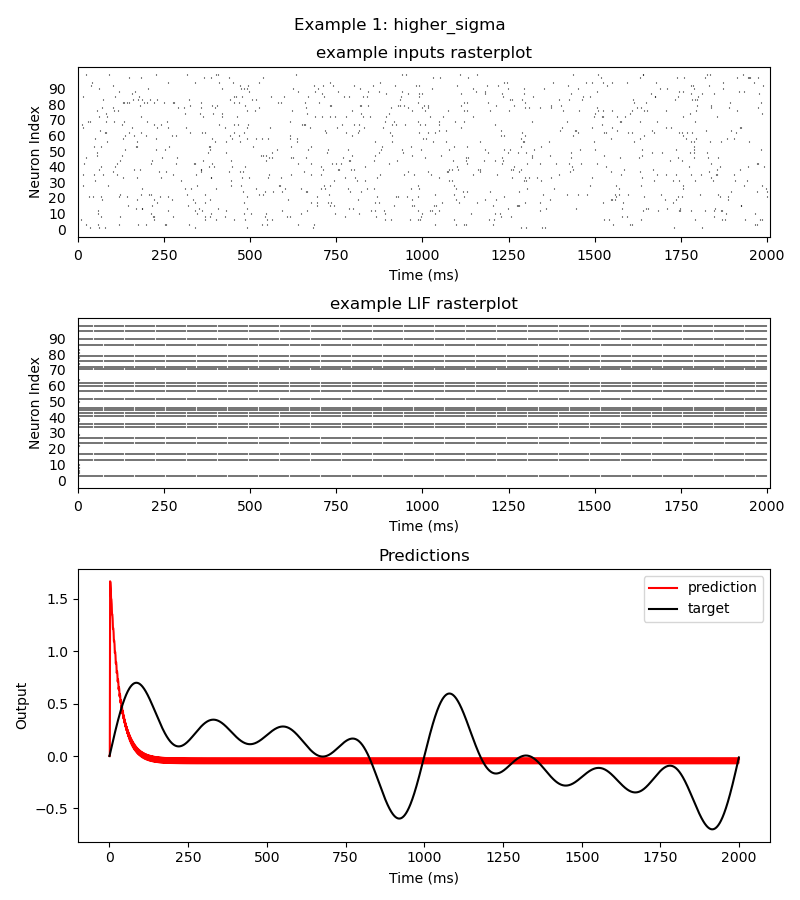 Example 1: higher_sigma
example inputs rasterplot
Neuron Index
90
80
70
60
50
40
30
20
10
0
0 250 500 750 1000 1250 1500 1750 2000
Time (ms)
example LIF rasterplot
Neuron Index
90
80
70
60
50
40
30
20
10
0
0 250 500 750 1000 1250 1500 1750 2000
Time (ms)
Predictions
Output
1.5
1.0
0.5
0.0
−0.5
prediction
target
0 250 500 750 1000 1250 1500 1750 2000
Time (ms)